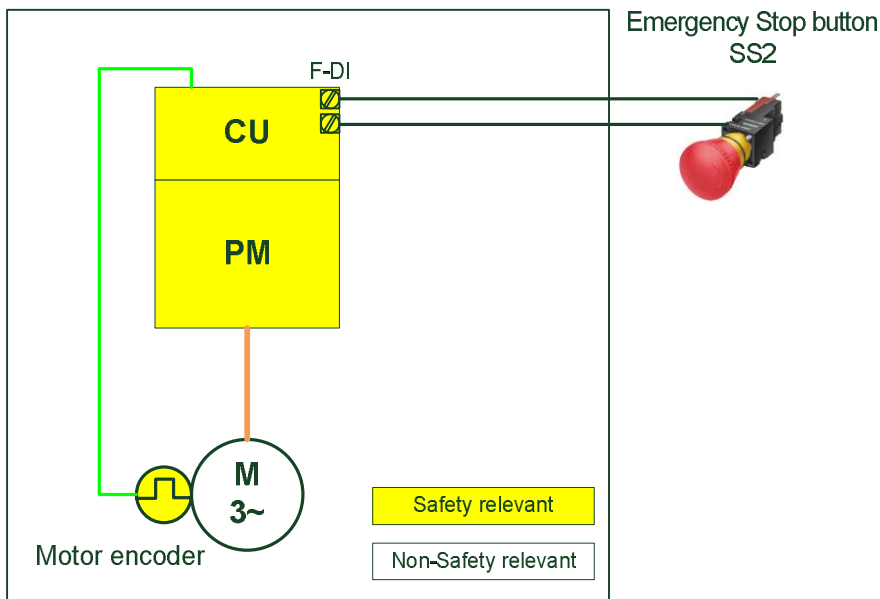 Emergency Stop button
SS2
F-DI
CU
PM
M
3~
Motor encoder
Safety relevant
Non-Safety relevant